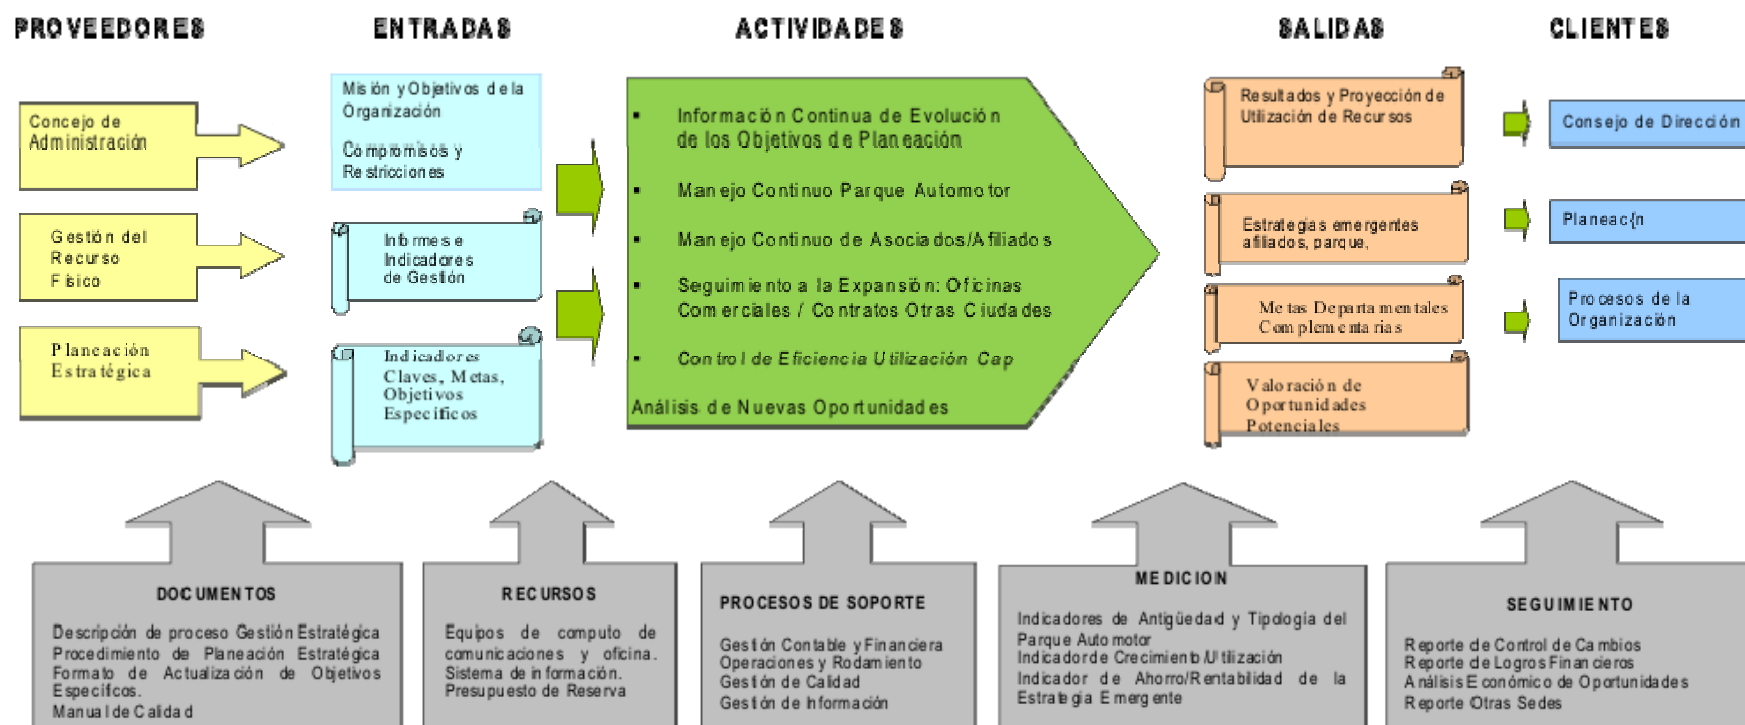 PROVEEDORES
ENTRADAS
ACTIVIDADES
SALIDAS
CLIENTES
Concejo de
Administración
Gestión del
Recurso
Físico
Planeación
Estratégica
Misión y Objetivos de la
Organización
Compromisos y
Restricciones
Informes e
Indicadores
de Gestión
Indicadores
Claves, Metas,
Objetivos
Específicos
▪ Información Continua de Evolución
de los Objetivos de Planeación
▪ Manejo Continuo Parque Automotor
▪ Manejo Continuo de Asociados/Afiliados
▪ Seguimiento a la Expansión: Oficinas
Comerciales / Contratos Otras Ciudades
▪ Control de Eficiencia Utilización Cap
Análisis de Nuevas Oportunidades
Resultados y Proyección de
Utilización de Recursos
Estrategias emergentes
afiliados, parque,
Metas Departamentales
Complementarias
Valoración de
Oportunidades
Potenciales
Consejo de Dirección
Planeac{n
Procesos de la
Organización
DOCUMENTOS
Descripción de proceso Gestión Estratégica
Procedimiento de Planeación Estratégica
Formato de Actualización de Objetivos
Específcos.
Manual de Calidad
RECURSOS
Equipos de computo de
comunicaciones y oficina.
Sistema de información.
Presupuesto de Reserva
PROCESOS DE SOPORTE
Gestión Contable y Financiera
Operaciones y Rodamiento
Gestión de Calidad
Gestión de Información
MEDICION
Indicadores de Antigüedad y Tipología del
Parque Automotor
Indicador de Crecimiento/Utilización
Indicador de Ahorro/Rentabilidad de la
Estrategia Emergente
SEGUIMIENTO
Reporte de Control de Cambios
Reporte de Logros Financieros
Análisis Económico de Oportunidades
Reporte Otras Sedes